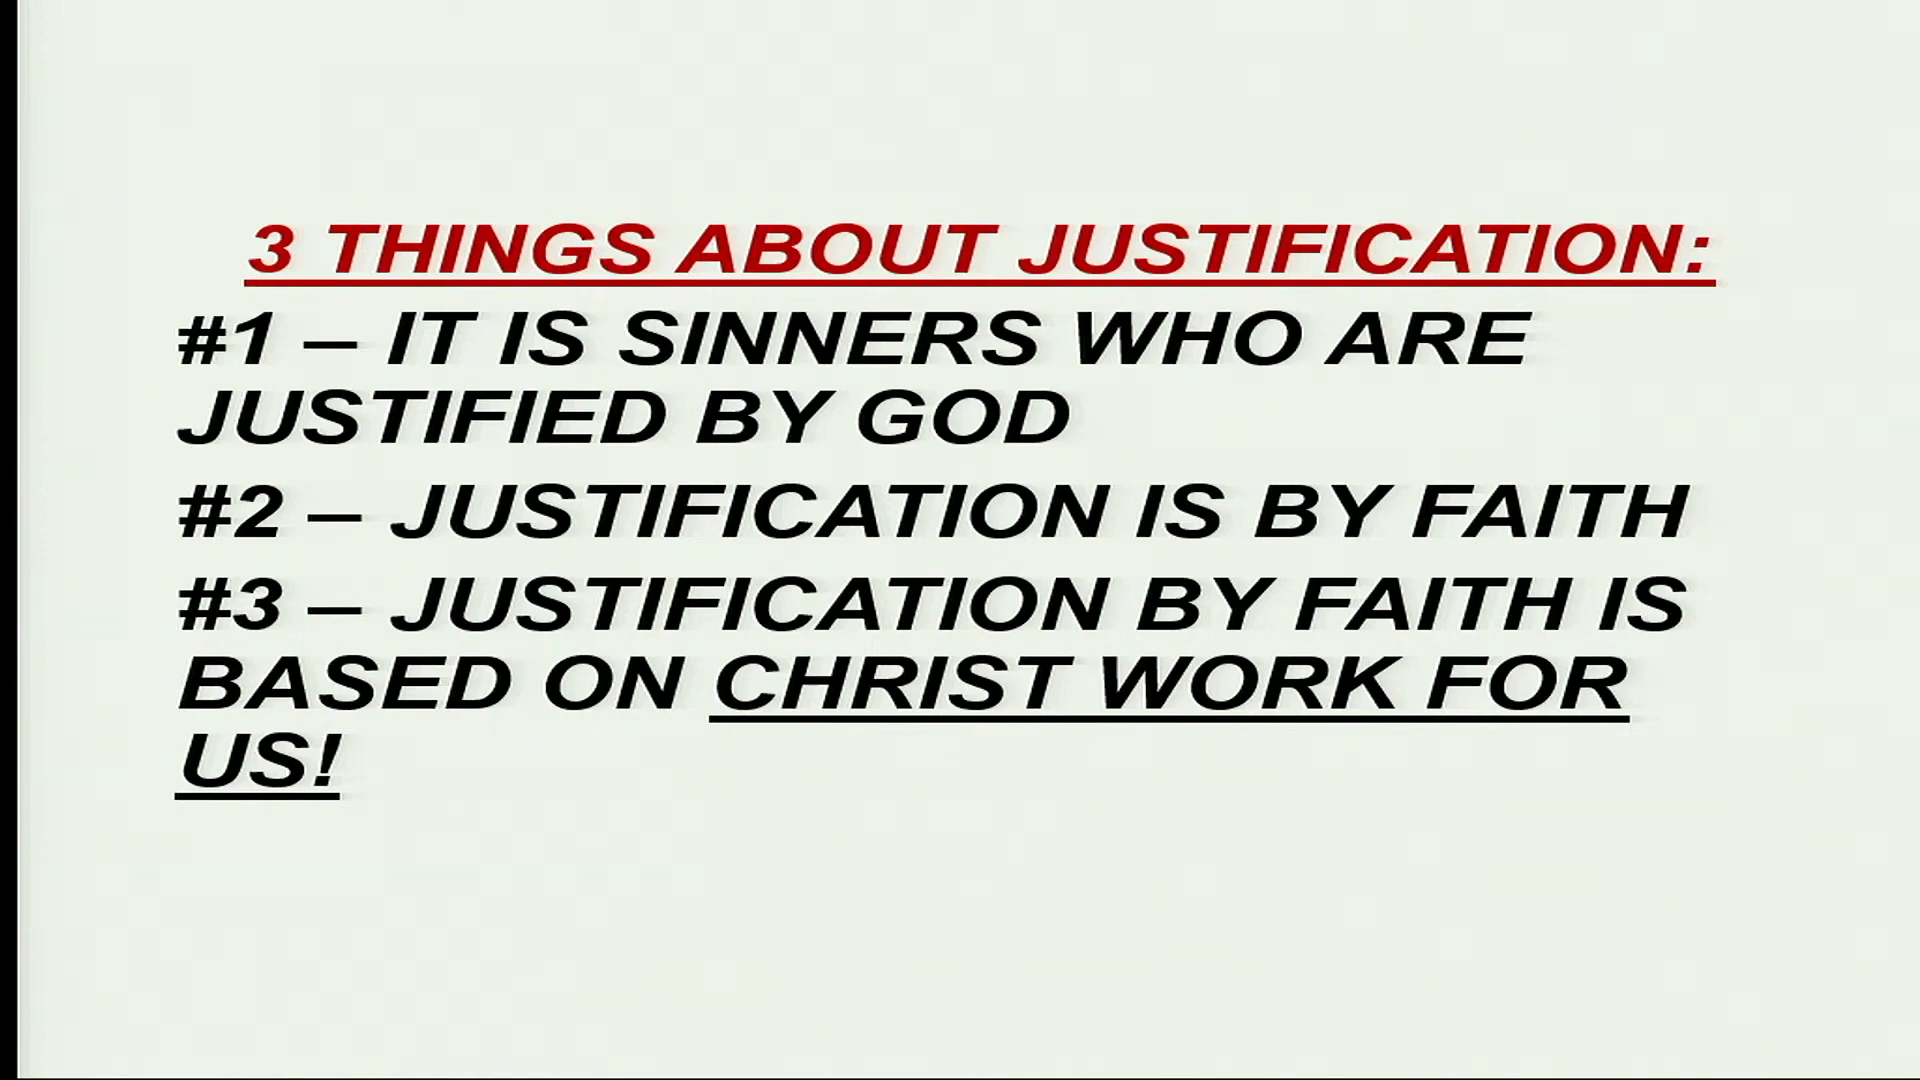 3 THINGS ABOUT JUSTIFICATION:
#1 – IT IS SINNERS WHO ARE
JUSTIFIED BY GOD
#2 – JUSTIFICATION IS BY FAITH
#3 – JUSTIFICATION BY FAITH IS
BASED ON CHRIST WORK FOR
US!